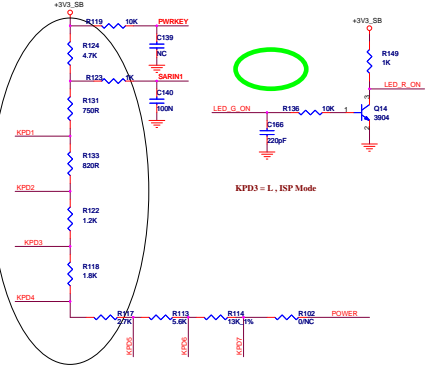 +3V3_SB
R119 10K PWRKEY
C139
NC
R124
4.7K
R123 1K SARIN1
C140
100N
R131
750R
KPD1
R133
820R
KPD2
R122
1.2K
KPD3
R118
1.8K
KPD4
R117
2.7K
R113
5.6K
R114
13K_1%
R102
0/NC
POWER
KPD5
KPD6
KPD7
+3V3_SB
R149
1K
LED_R_ON
LED_G_ON
R136 10K
1
3
2
Q14
3904
C166
220pF
KPD3 = L , ISP Mode